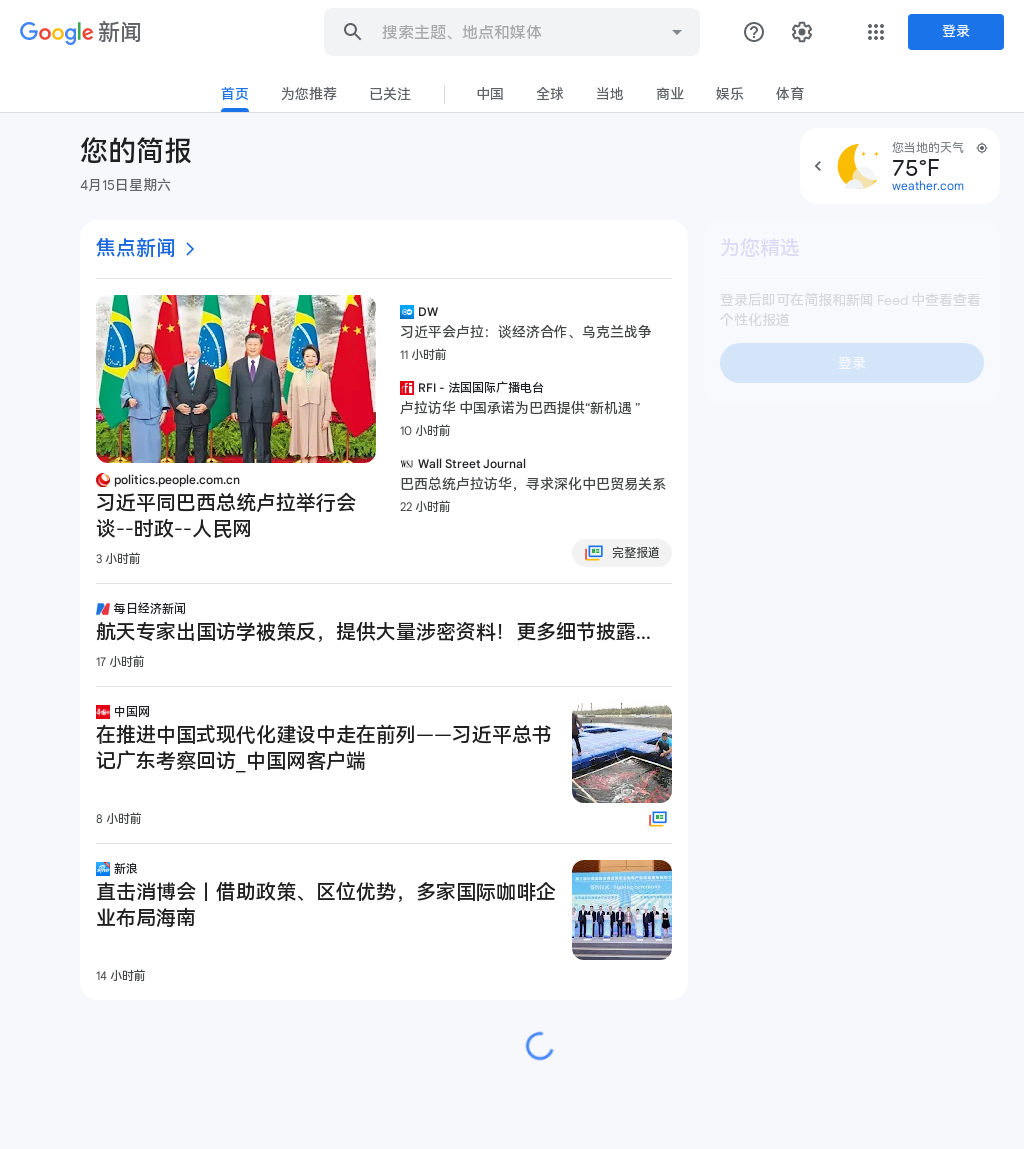 Google 新闻
搜索主题、地点和媒体
登录
首页
为您推荐
已关注
中国
全球
当地
商业
娱乐
体育
您的简报
4月15日星期六
您当地的天气
75°F
weather.com
焦点新闻
politics.people.com.cn
习近平同巴西总统卢拉举行会
谈--时政--人民网
3 小时前
DW
习近平会卢拉：谈经济合作、乌克兰战争
11 小时前
RFI - 法国国际广播电台
卢拉访华 中国承诺为巴西提供“新机遇 ”
10 小时前
WSJ
Wall Street Journal
巴西总统卢拉访华，寻求深化中巴贸易关系
22 小时前
完整报道
每日经济新闻
航天专家出国访学被策反，提供大量涉密资料！更多细节披露...
17 小时前
中国网
在推进中国式现代化建设中走在前列——习近平总书
记广东考察回访_中国网客户端
8 小时前
新浪
直击消博会丨借助政策、区位优势，多家国际咖啡企
业布局海南
14 小时前
为您精选
登录后即可在简报和新闻 Feed 中查看查看
个性化报道
登录